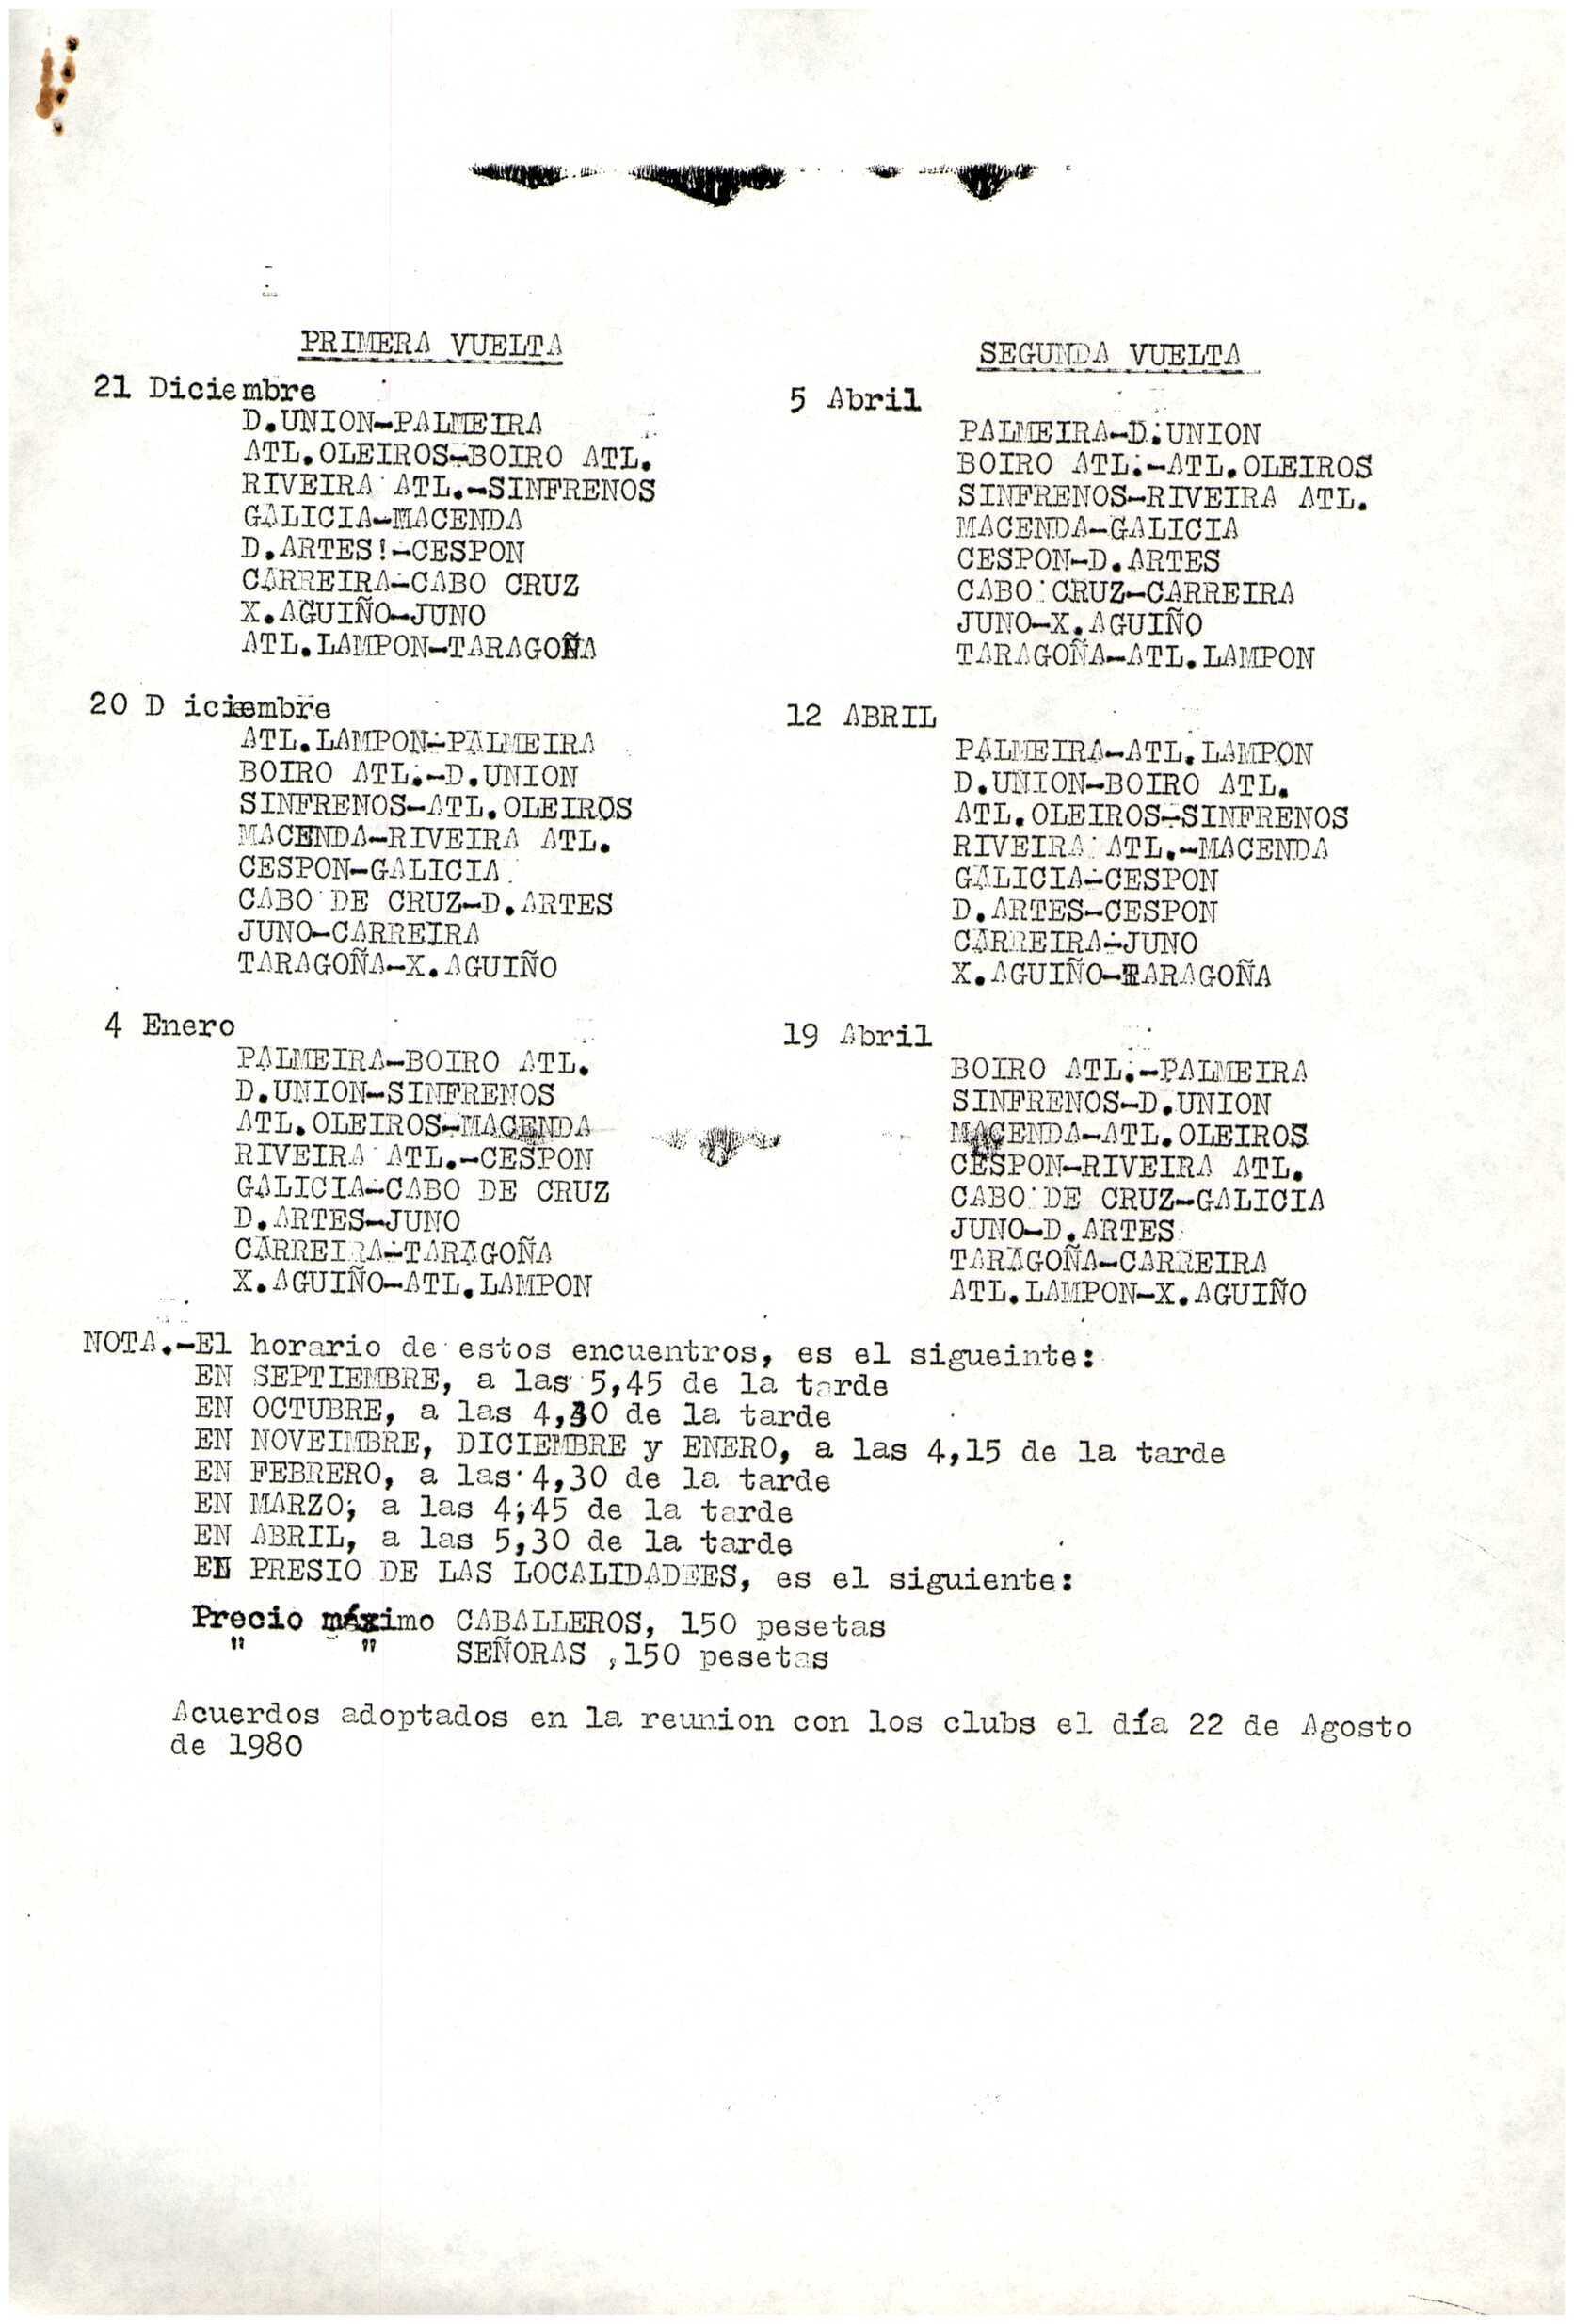 PRIMERA VUELTA
21 Diciembre
D.UNION-PALMEIRA
ATL.OLEIROS-BOIRO ATL.
RIVEIRA ATL.-SINFRENOS
GALICIA-MACENDA
D.ARTES!-CESPON
CARREIRA-CABO CRUZ
X.AGUIÑO-JUNO
ATL.LAMPON-TARAGOÑA
20 D iciembre
ATL.LAMPON-PALMEIRA
BOIRO ATL.-D.UNION
SINFRENOS-ATL.OLEIROS
MACENDA-RIVEIRA ATL.
CESPON-GALICIA
CABO DE CRUZ-D.ARTES
JUNO-CARREIRA
TARAGOÑA-X.AGUIÑO
4 Enero
PALMEIRA-BOIRO ATL.
D.UNION-SINFRENOS
ATL.OLEIROS-MACENDA
RIVEIRA ATL.-CESPON
GALICIA-CABO DE CRUZ
D.ARTES-JUNO
CARREIRA-TARAGOÑA
X.AGUIÑO-ATL.LAMPON
SEGUNDA VUELTA
5 Abril
PALMEIRA-D.UNION
BOIRO ATL.-ATL.OLEIROS
SINFRENOS-RIVEIRA ATL.
MACENDA-GALICIA
CESPON-D.ARTES
CABO CRUZ-CARREIRA
JUNO-X.AGUIÑO
TARAGOÑA-ATL.LAMPON
12 ABRIL
PALMEIRA-ATL.LAMPON
D.UNION-BOIRO ATL.
ATL.OLEIROS-SINFRENOS
RIVEIRA ATL.-MACENDA
GALICIA-CESPON
D.ARTES-CESPON
CARREIRA-JUNO
X.AGUIÑO-TARAGOÑA
19 Abril
BOIRO ATL.-PALMEIRA
SINFRENOS-D.UNION
MACENDA-ATL.OLEIROS
CESPON-RIVEIRA ATL.
CABO DE CRUZ-GALICIA
JUNO-D.ARTES
TARAGOÑA-CARREIRA
ATL.LAMPON-X.AGUIÑO
NOTA.-El horario de estos encuentros, es el sigueinte:
EN SEPTIEMBRE, a las 5,45 de la tarde
EN OCTUBRE, a las 4,30 de la tarde
EN NOVEIMBRE, DICIEMBRE y ENERO, a las 4,15 de la tarde
EN FEBRERO, a las 4,30 de la tarde
EN MARZO; a las 4;45 de la tarde
EN ABRIL, a las 5,30 de la tarde
EL PRESIO DE LAS LOCALIDADEES, es el siguiente:
Precio máximo CABALLEROS, 150 pesetas
" " SEÑORAS ,150 pesetas
Acuerdos adoptados en la reunion con los clubs el día 22 de Agosto
de 1980